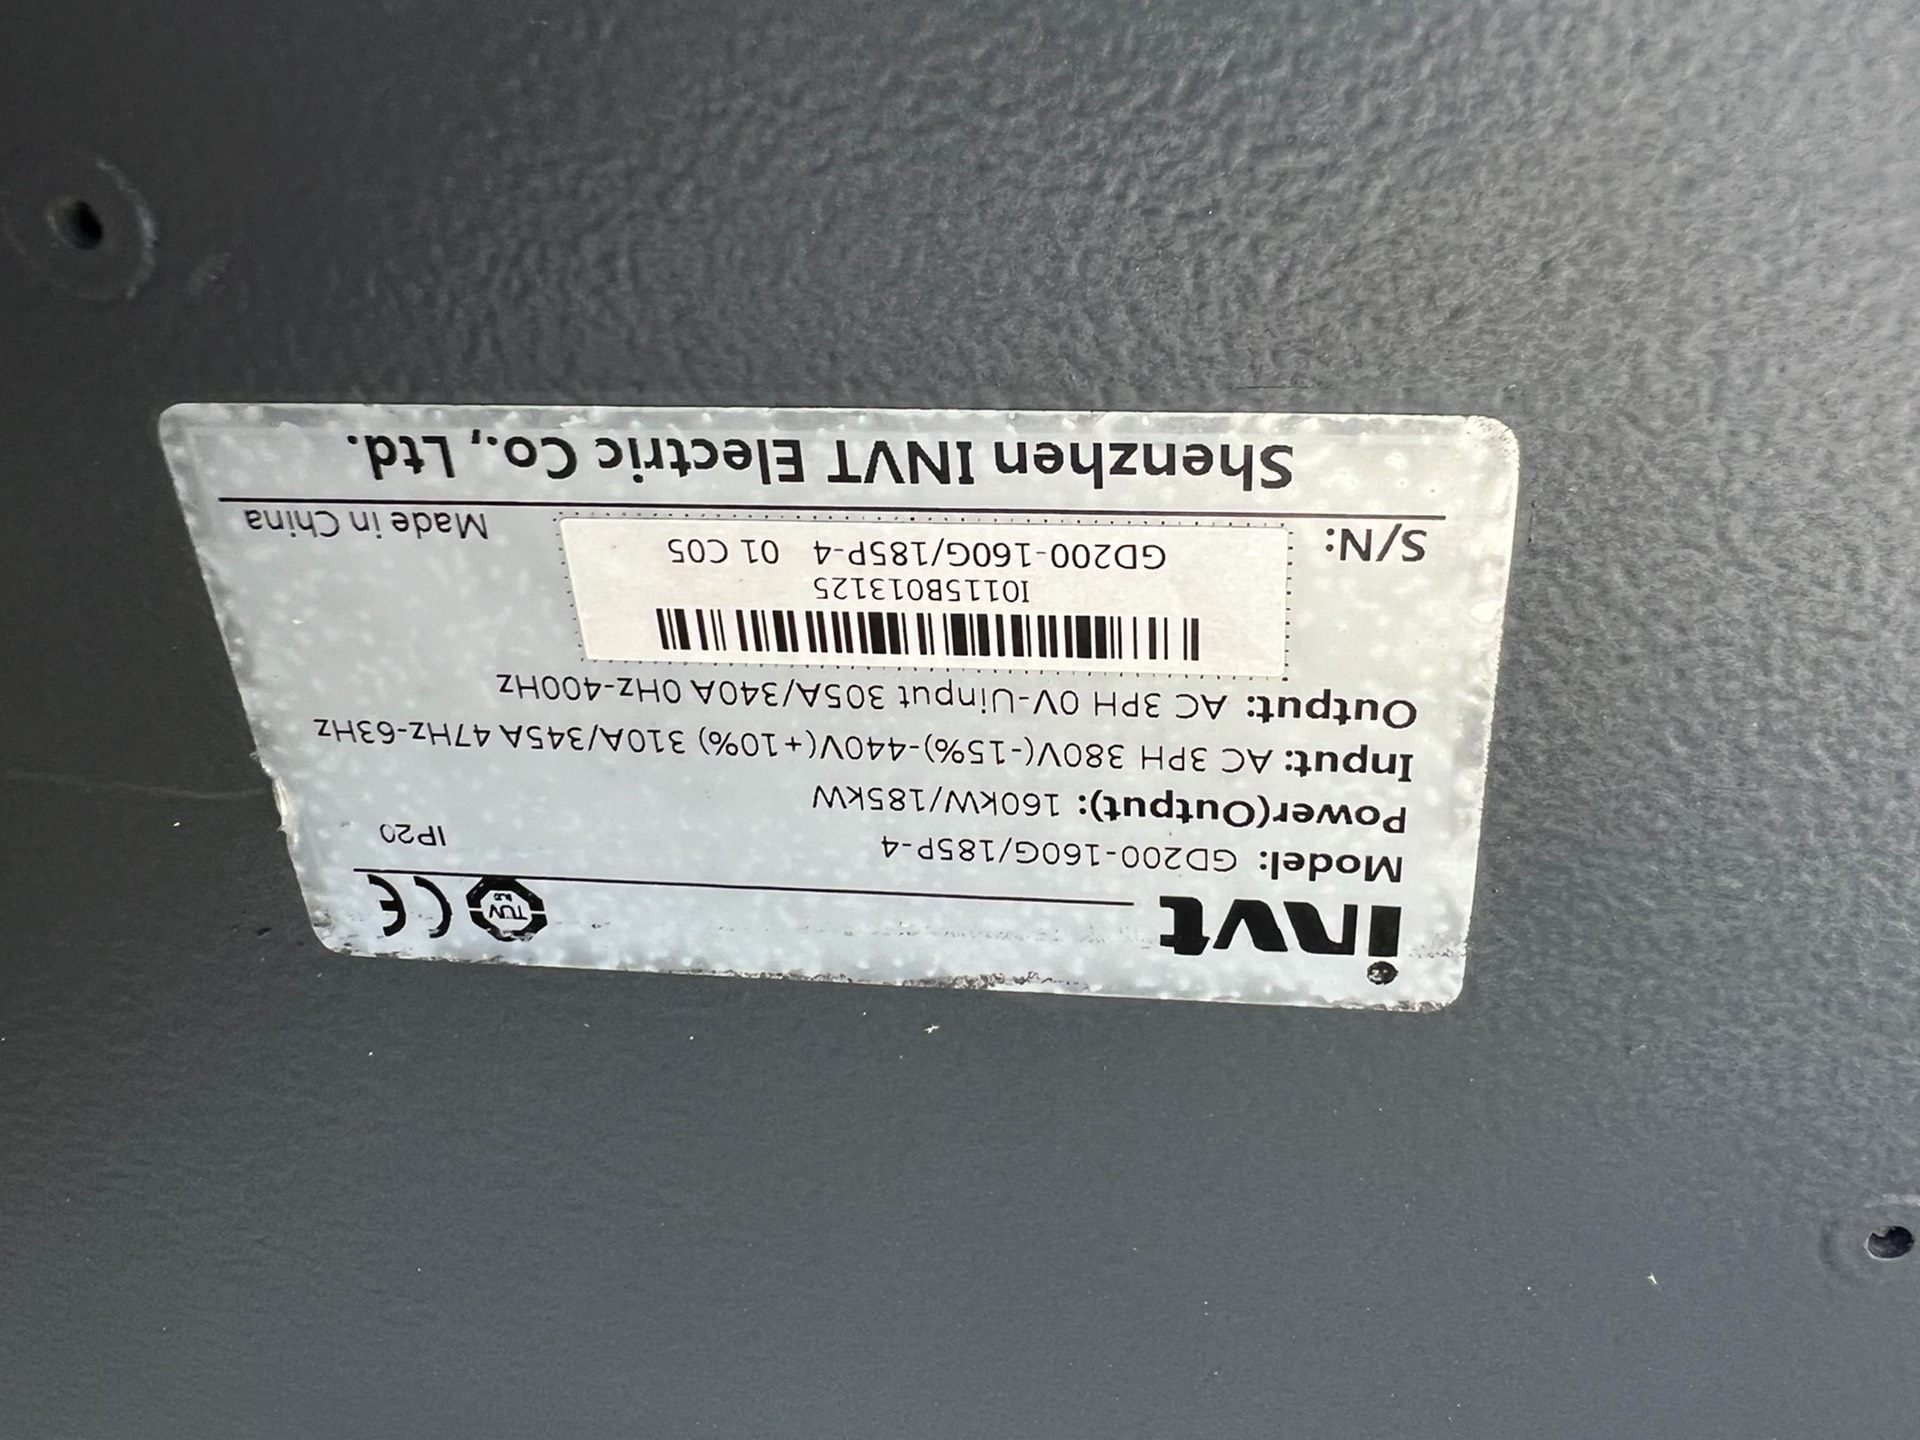 invt
TÜV
CE
Model: GD200-160G/185P-4
IP20
Power(Output): 160kW/185kW
Input: AC 3PH 380V(-15%)-440V(+10%) 310A/345A 47Hz-63Hz
Output: AC 3PH 0V-Uinput 305A/340A 0Hz-400Hz
I0115B013125
S/N: GD200-160G/185P-4 01 C05 Made in China
Shenzhen INVT Electric Co., Ltd.